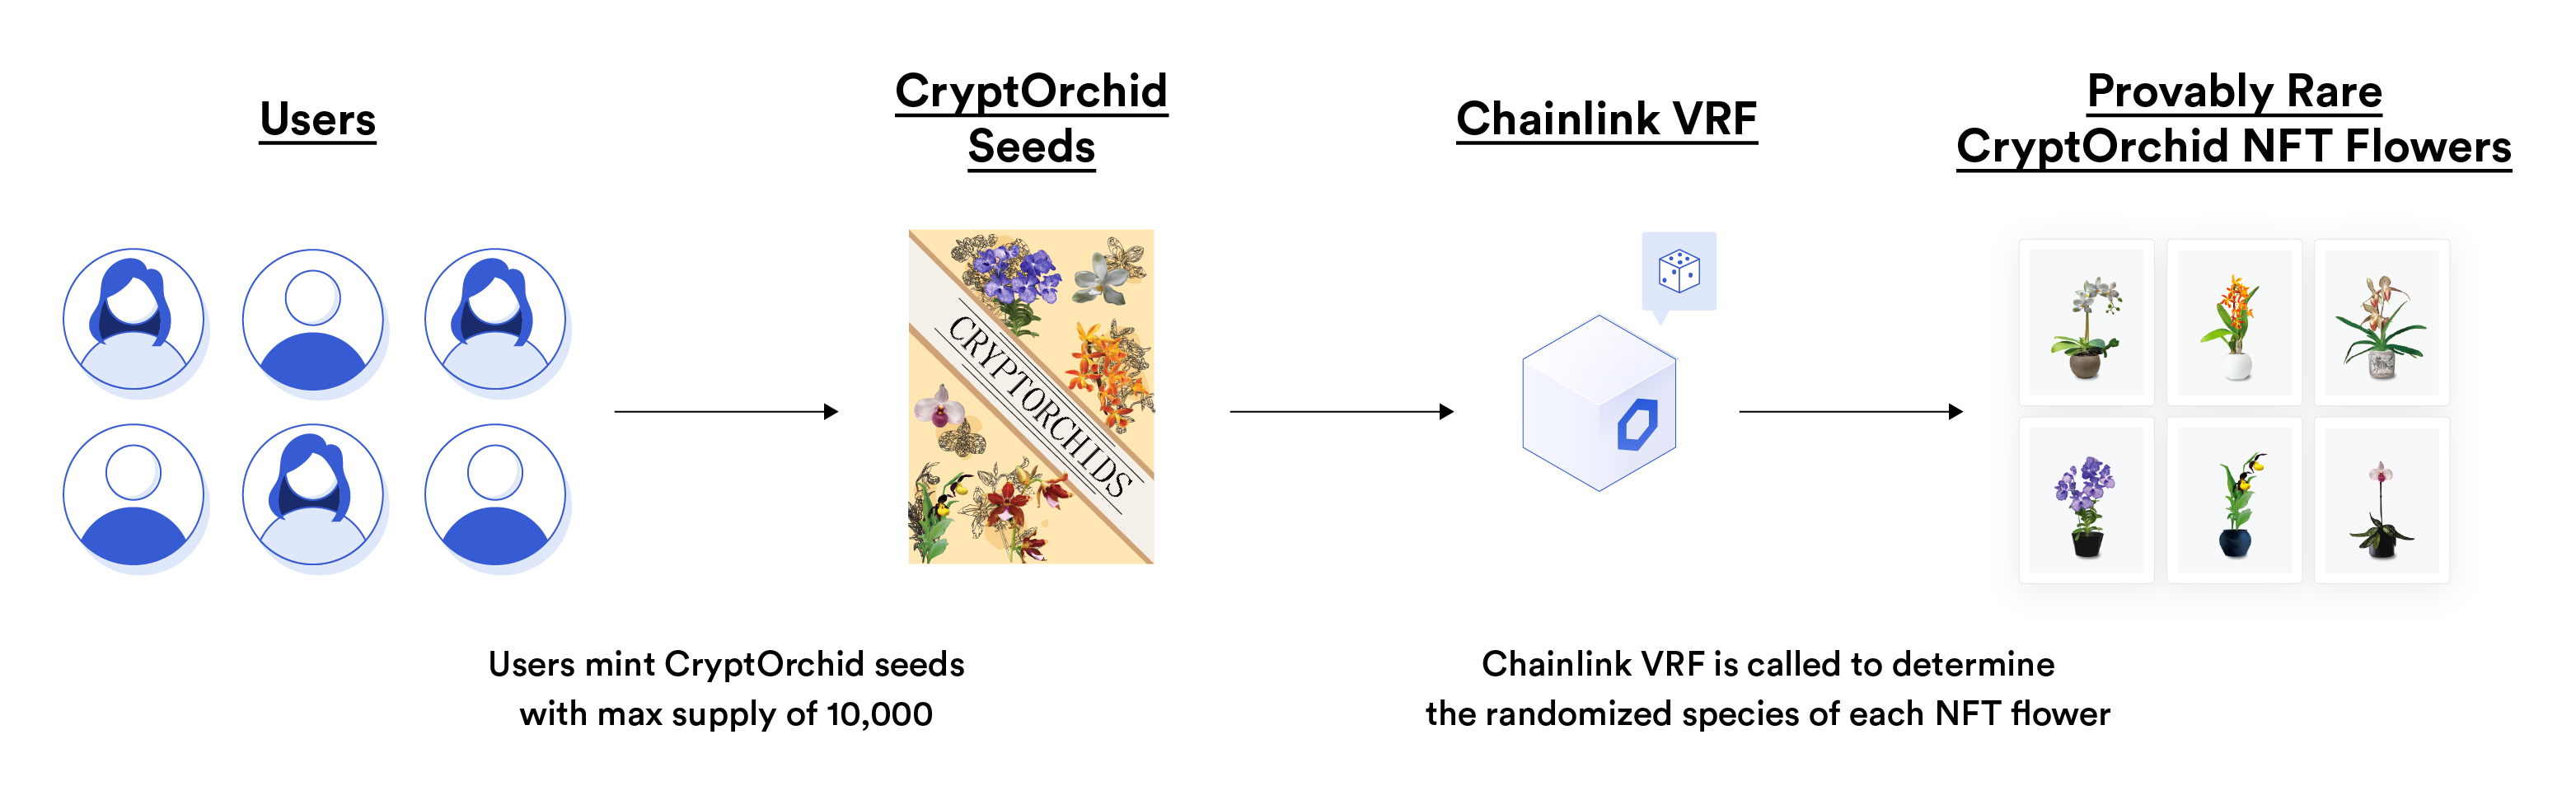 Users
CryptOrchid
Seeds
Chainlink VRF
Provably Rare
CryptOrchid NFT Flowers
CRYPTORCHIDS
Users mint CryptOrchid seeds
with max supply of 10,000
Chainlink VRF is called to determine
the randomized species of each NFT flower